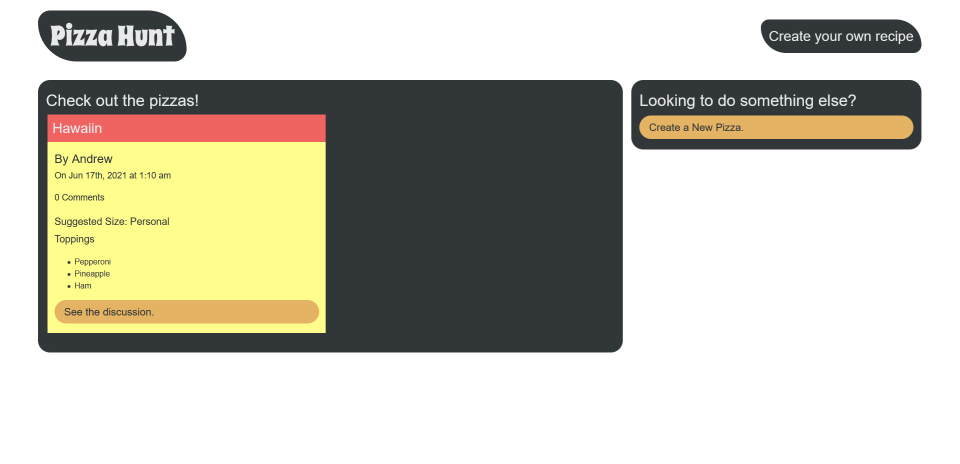 Pizza Hunt
Create your own recipe
Check out the pizzas!
Hawaiin
By Andrew
On Jun 17th, 2021 at 1:10 am
0 Comments
Suggested Size: Personal
Toppings
Pepperoni
Pineapple
Ham
See the discussion.
Looking to do something else?
Create a New Pizza.